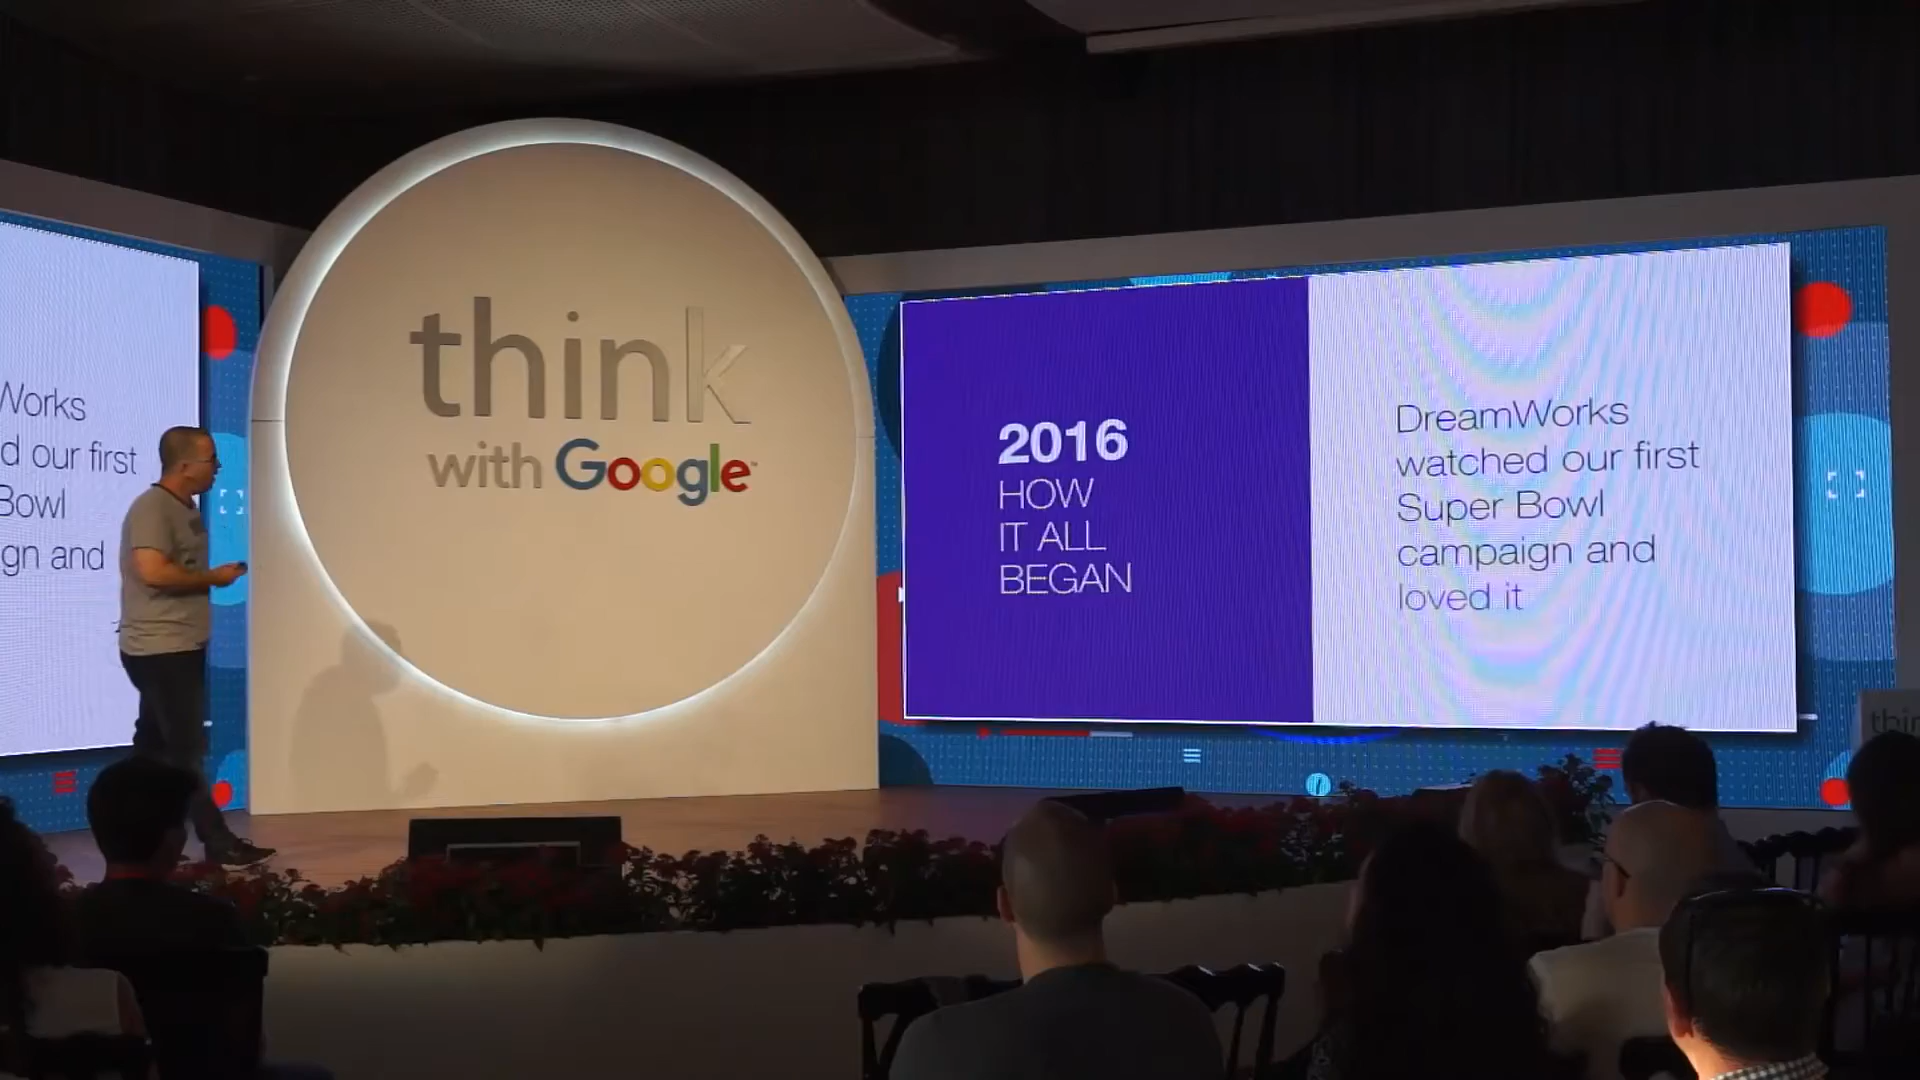 Works
d our first
Bowl
gn and
think
with Google
2016
HOW
IT ALL
BEGAN
DreamWorks
watched our first
Super Bowl
campaign and
loved it
thin